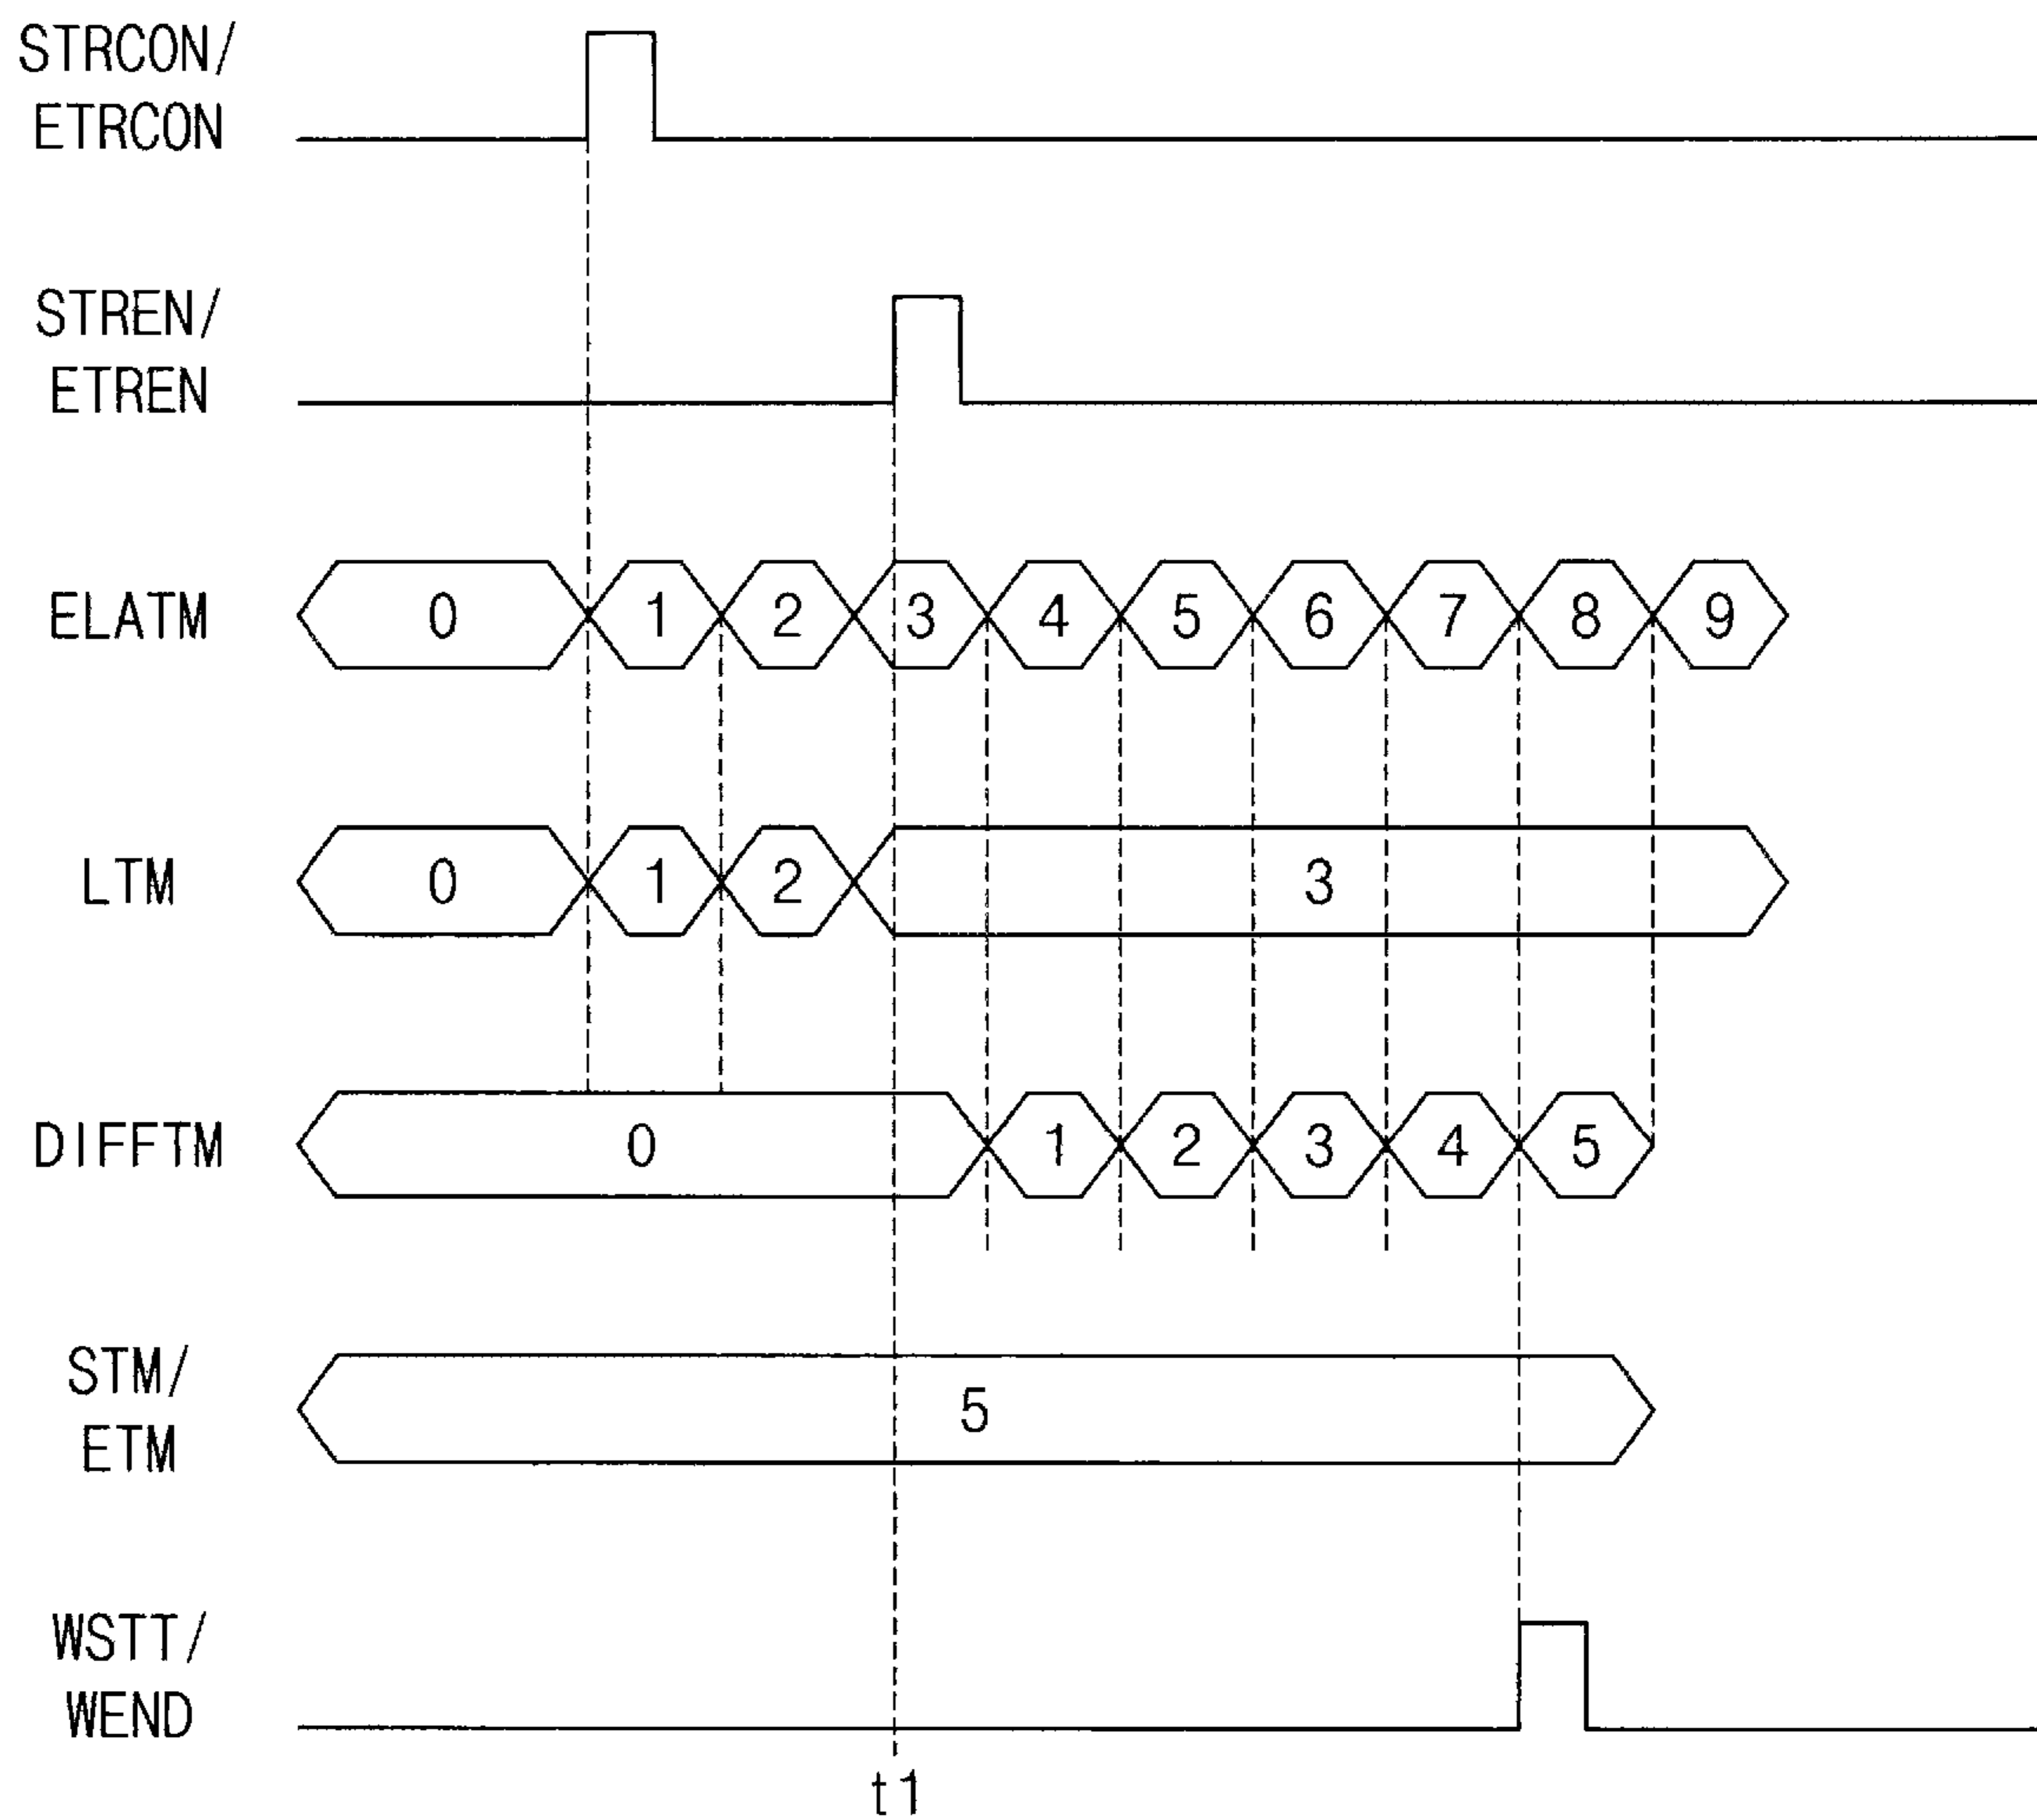 STRCON/
ETRCON
STREN/
ETREN
ELATM 0 1 2 3 4 5 6 7 8 9
LTM 0 1 2 3
DIFFTM 0 1 2 3 4 5
STM/
ETM
5
WSTT/
WEND
t1